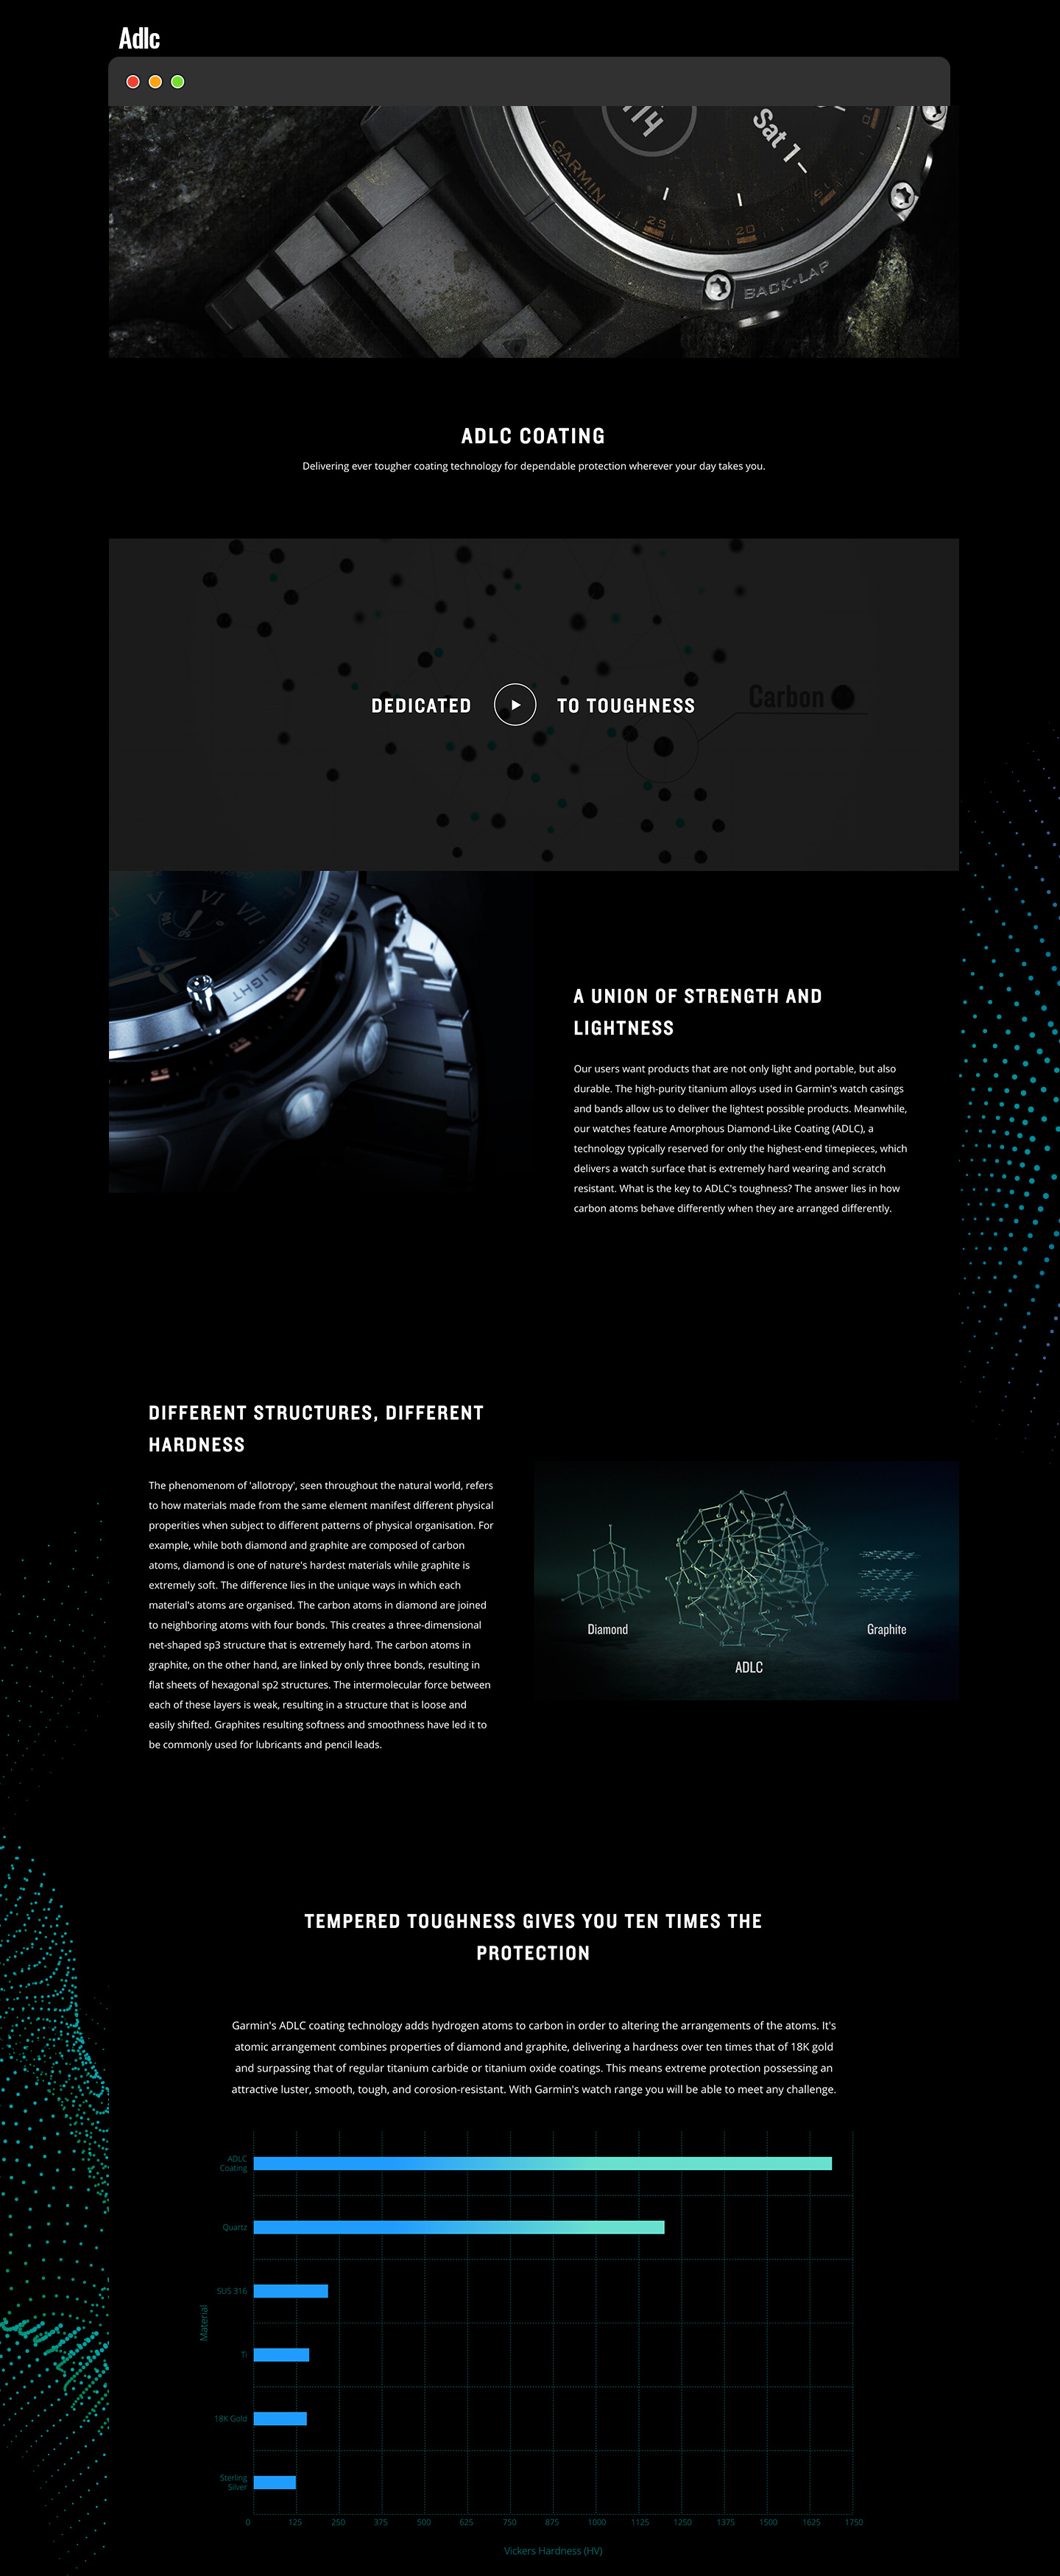 Adlc
14
Sat 1
GARMIN
25
20
15
BACK-LAP
ADLC COATING
Delivering ever tougher coating technology for dependable protection wherever your day takes you.
DEDICATED
TO TOUGHNESS
Carbon
V
VI
VII
UP MENU
LIGHT
50
55
A UNION OF STRENGTH AND
LIGHTNESS
Our users want products that are not only light and portable, but also
durable. The high-purity titanium alloys used in Garmin's watch casings
and bands allow us to deliver the lightest possible products. Meanwhile,
our watches feature Amorphous Diamond-Like Coating (ADLC), a
technology typically reserved for only the highest-end timepieces, which
delivers a watch surface that is extremely hard wearing and scratch
resistant. What is the key to ADLC's toughness? The answer lies in how
carbon atoms behave differently when they are arranged differently.
DIFFERENT STRUCTURES, DIFFERENT
HARDNESS
The phenomenom of 'allotropy', seen throughout the natural world, refers
to how materials made from the same element manifest different physical
properities when subject to different patterns of physical organisation. For
example, while both diamond and graphite are composed of carbon
atoms, diamond is one of nature's hardest materials while graphite is
extremely soft. The difference lies in the unique ways in which each
material's atoms are organised. The carbon atoms in diamond are joined
to neighboring atoms with four bonds. This creates a three-dimensional
net-shaped sp3 structure that is extremely hard. The carbon atoms in
graphite, on the other hand, are linked by only three bonds, resulting in
flat sheets of hexagonal sp2 structures. The intermolecular force between
each of these layers is weak, resulting in a structure that is loose and
easily shifted. Graphites resulting softness and smoothness have led it to
be commonly used for lubricants and pencil leads.
Diamond
ADLC
Graphite
TEMPERED TOUGHNESS GIVES YOU TEN TIMES THE
PROTECTION
Garmin's ADLC coating technology adds hydrogen atoms to carbon in order to altering the arrangements of the atoms. It's
atomic arrangement combines properties of diamond and graphite, delivering a hardness over ten times that of 18K gold
and surpassing that of regular titanium carbide or titanium oxide coatings. This means extreme protection possessing an
attractive luster, smooth, tough, and corosion-resistant. With Garmin's watch range you will be able to meet any challenge.
ADLC
Coating
Quartz
SUS 316
Material
Ti
18K Gold
Sterling
Silver
0 125 250 375 500 625 750 875 1000 1125 1250 1375 1500 1625 1750
Vickers Hardness (HV)